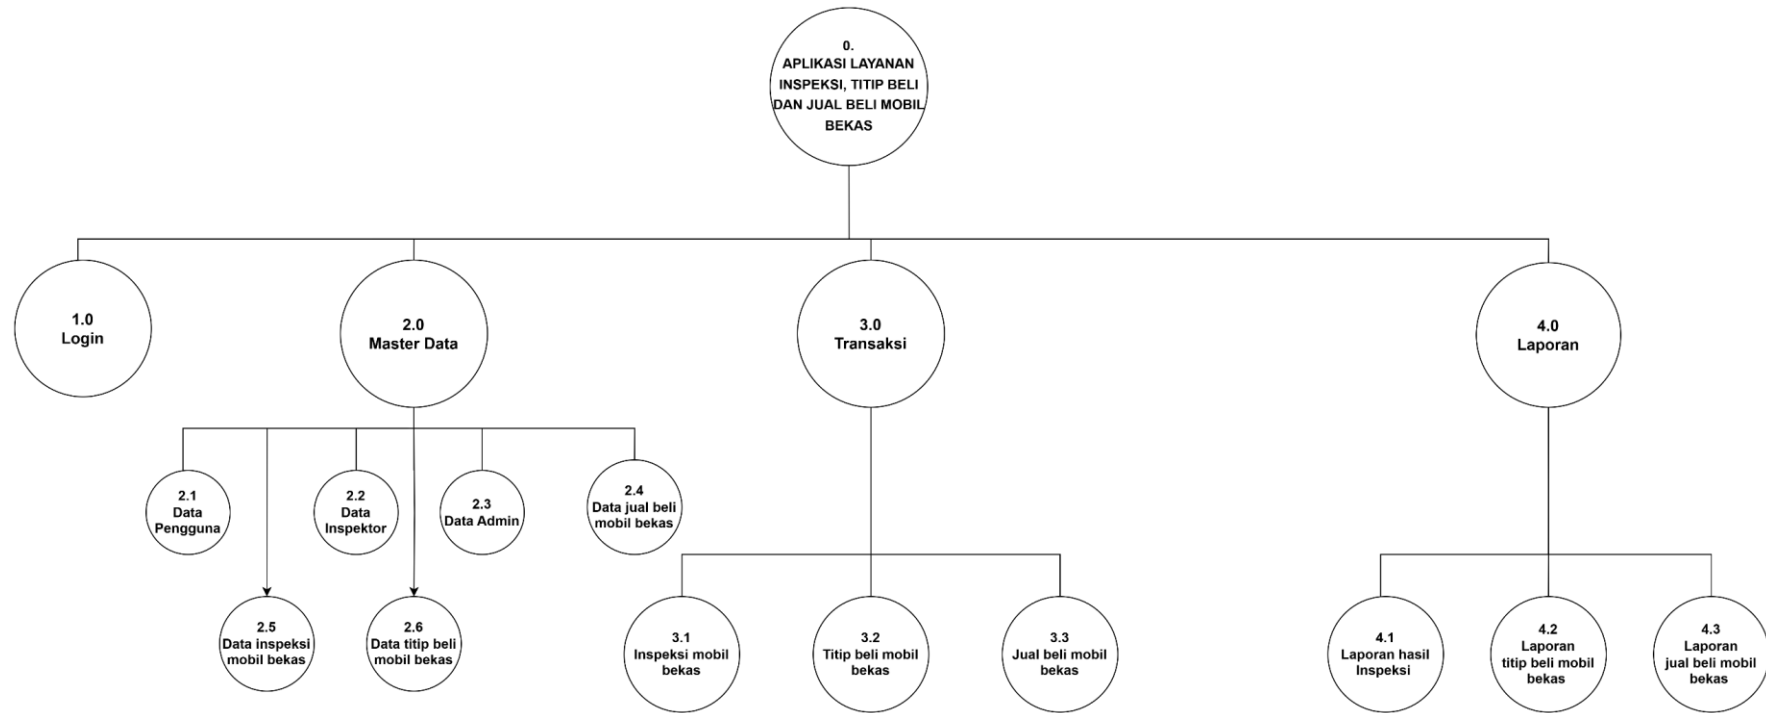 0.
APLIKASI LAYANAN
INSPEKSI, TITIP BELI
DAN JUAL BELI MOBIL
BEKAS
1.0
Login
2.0
Master Data
3.0
Transaksi
4.0
Laporan
2.1
Data
Pengguna
2.2
Data
Inspektor
2.3
Data Admin
2.4
Data jual beli
mobil bekas
2.5
Data inspeksi
mobil bekas
2.6
Data titip beli
mobil bekas
3.1
Inspeksi mobil
bekas
3.2
Titip beli mobil
bekas
3.3
Jual beli mobil
bekas
4.1
Laporan hasil
Inspeksi
4.2
Laporan
titip beli mobil
bekas
4.3
Laporan
jual beli mobil
bekas